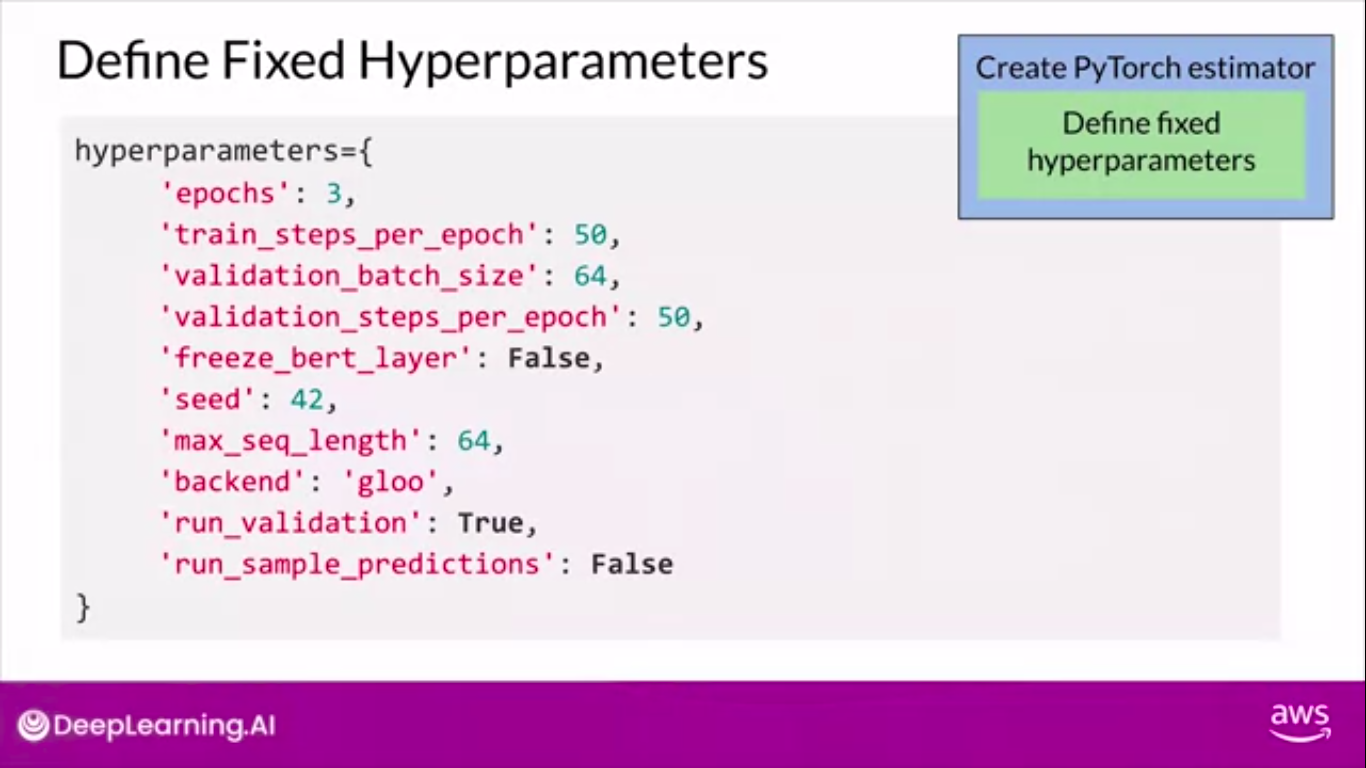 Define Fixed Hyperparameters
Create PyTorch estimator
Define fixed
hyperparameters
hyperparameters={
'epochs': 3,
'train_steps_per_epoch': 50,
'validation_batch_size': 64,
'validation_steps_per_epoch': 50,
'freeze_bert_layer': False,
'seed': 42,
'max_seq_length': 64,
'backend': 'gloo',
'run_validation': True,
'run_sample_predictions': False
}
DeepLearning.AI
aws